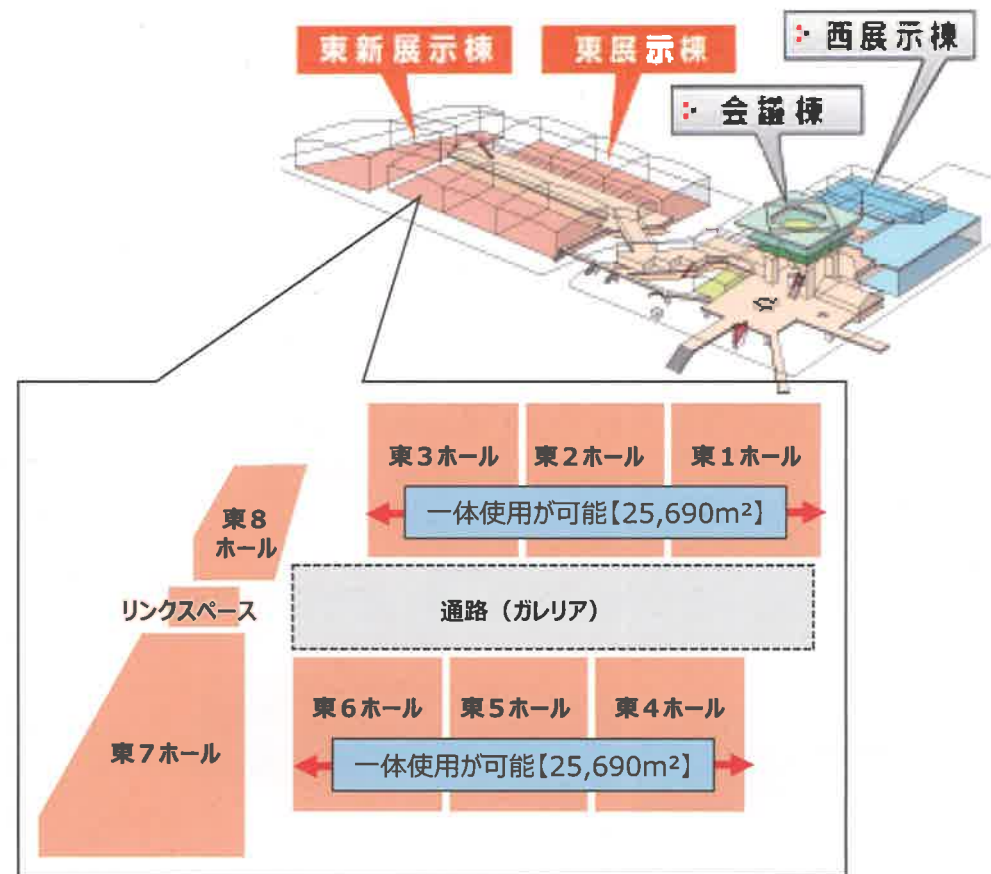 東新展示棟
東展示棟
西展示棟
会議棟
東3ホール
東2ホール
東1ホール
一体使用が可能【25,690m²】
東8
ホール
リンクスペース
通路（ガレリア）
東7ホール
東6ホール
東5ホール
東4ホール
一体使用が可能【25,690m²】